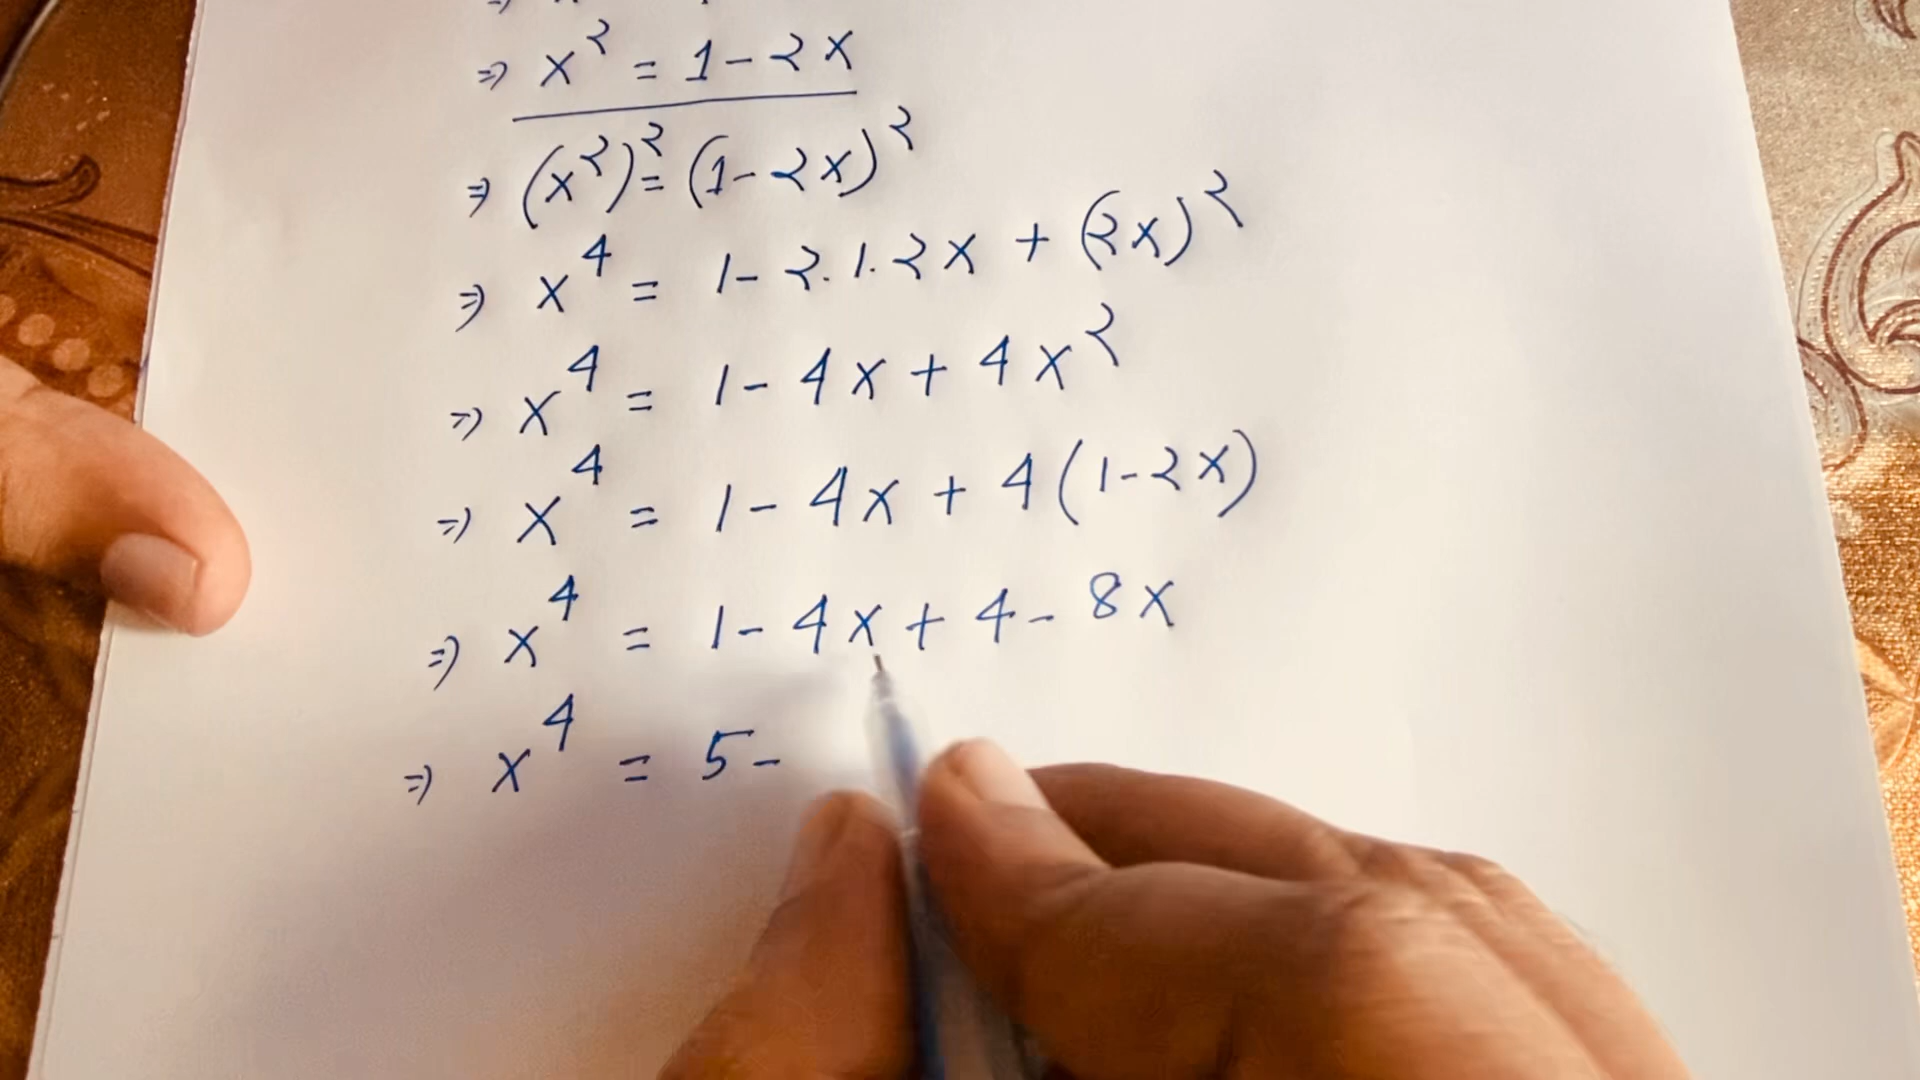 ⇒ x² = 1 - 2x
⇒ (x²)² = (1 - 2x)²
⇒ x⁴ = 1 - 2.1.2x + (2x)²
⇒ x⁴ = 1 - 4x + 4x²
⇒ x⁴ = 1 - 4x + 4(1 - 2x)
⇒ x⁴ = 1 - 4x + 4 - 8x
⇒ x⁴ = 5 -